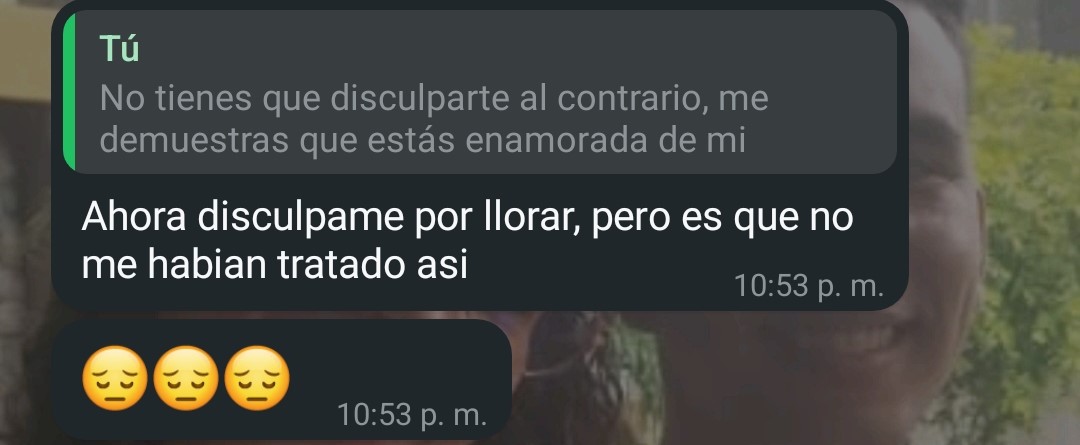 Tú
No tienes que disculparte al contrario, me
demuestras que estás enamorada de mi
Ahora disculpame por llorar, pero es que no
me habian tratado asi
10:53 p. m.
😔😔😔
10:53 p. m.